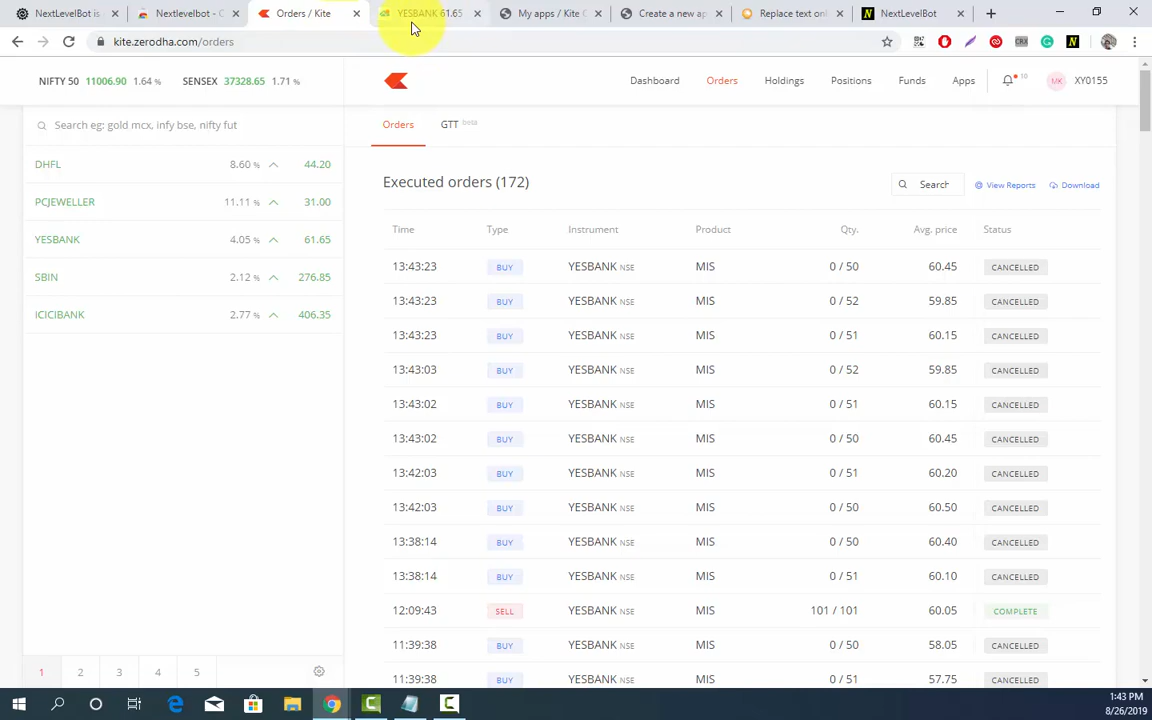 NextLevelBot is
Nextlevelbot - C
Orders / Kite
YESBANK 61.65
My apps / Kite C
Create a new ap
Replace text onl
NextLevelBot
kite.zerodha.com/orders
NIFTY 50 11006.90 1.64 % SENSEX 37328.65 1.71 %
Dashboard Orders Holdings Positions Funds Apps 10 MK XY0155
Search eg: gold mcx, infy bse, nifty fut
DHFL 8.60 % 44.20
PCJEWELLER 11.11 % 31.00
YESBANK 4.05 % 61.65
SBIN 2.12 % 276.85
ICICIBANK 2.77 % 406.35
1 2 3 4 5
Orders GTT beta
Executed orders (172) Search View Reports Download
Time Type Instrument Product Qty. Avg. price Status
13:43:23 BUY YESBANK NSE MIS 0 / 50 60.45 CANCELLED
13:43:23 BUY YESBANK NSE MIS 0 / 52 59.85 CANCELLED
13:43:23 BUY YESBANK NSE MIS 0 / 51 60.15 CANCELLED
13:43:03 BUY YESBANK NSE MIS 0 / 52 59.85 CANCELLED
13:43:02 BUY YESBANK NSE MIS 0 / 51 60.15 CANCELLED
13:43:02 BUY YESBANK NSE MIS 0 / 50 60.45 CANCELLED
13:42:03 BUY YESBANK NSE MIS 0 / 51 60.20 CANCELLED
13:42:03 BUY YESBANK NSE MIS 0 / 50 60.50 CANCELLED
13:38:14 BUY YESBANK NSE MIS 0 / 50 60.40 CANCELLED
13:38:14 BUY YESBANK NSE MIS 0 / 51 60.10 CANCELLED
12:09:43 SELL YESBANK NSE MIS 101 / 101 60.05 COMPLETE
11:39:38 BUY YESBANK NSE MIS 0 / 50 58.05 CANCELLED
11:39:38 BUY YESBANK NSE MIS 0 / 51 57.75 CANCELLED
1:43 PM
8/26/2019